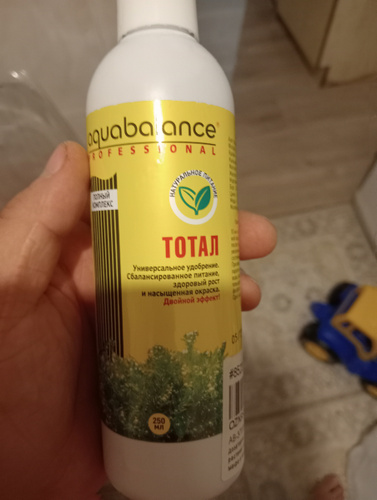 aquabalance®
PROFESSIONAL
НАТУРАЛЬНОЕ ПИТАНИЕ
ПОЛНЫЙ
КОМПЛЕКС
ТОТАЛ
Универсальное удобрение.
Сбалансированное питание,
здоровый рост
и насыщенная окраска.
Двойной эффект!
250
МЛ